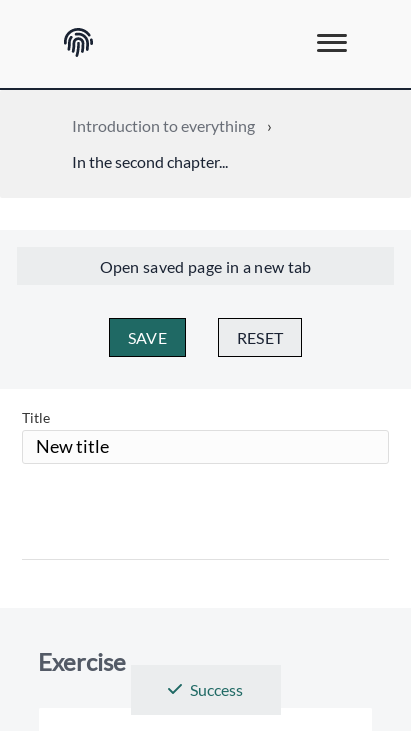 Introduction to everything ›
In the second chapter...
Open saved page in a new tab
SAVE RESET
Title
New title
Exercise
Success